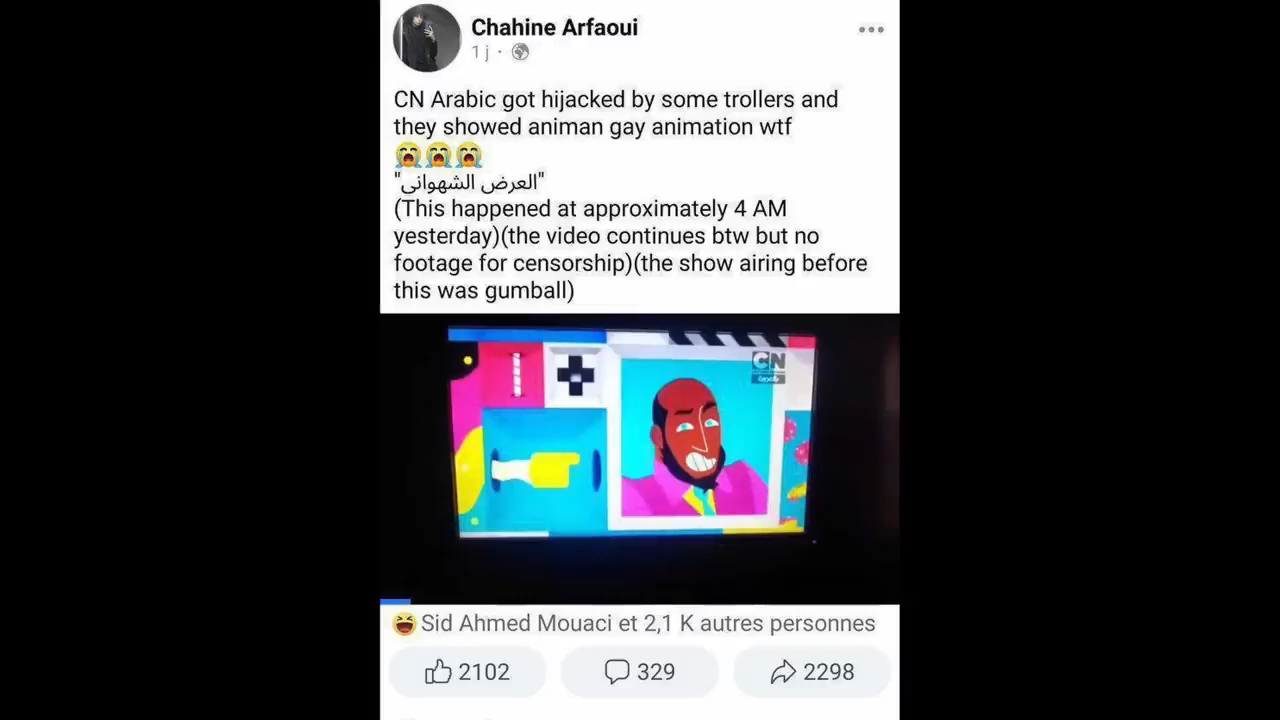 Chahine Arfaoui
1 j ·
CN Arabic got hijacked by some trollers and
they showed animan gay animation wtf
😭😭😭
"العرض الشهواني"
(This happened at approximately 4 AM
yesterday)(the video continues btw but no
footage for censorship)(the show airing before
this was gumball)
CN
بالعربية
Sid Ahmed Mouaci et 2,1 K autres personnes
2102
329
2298